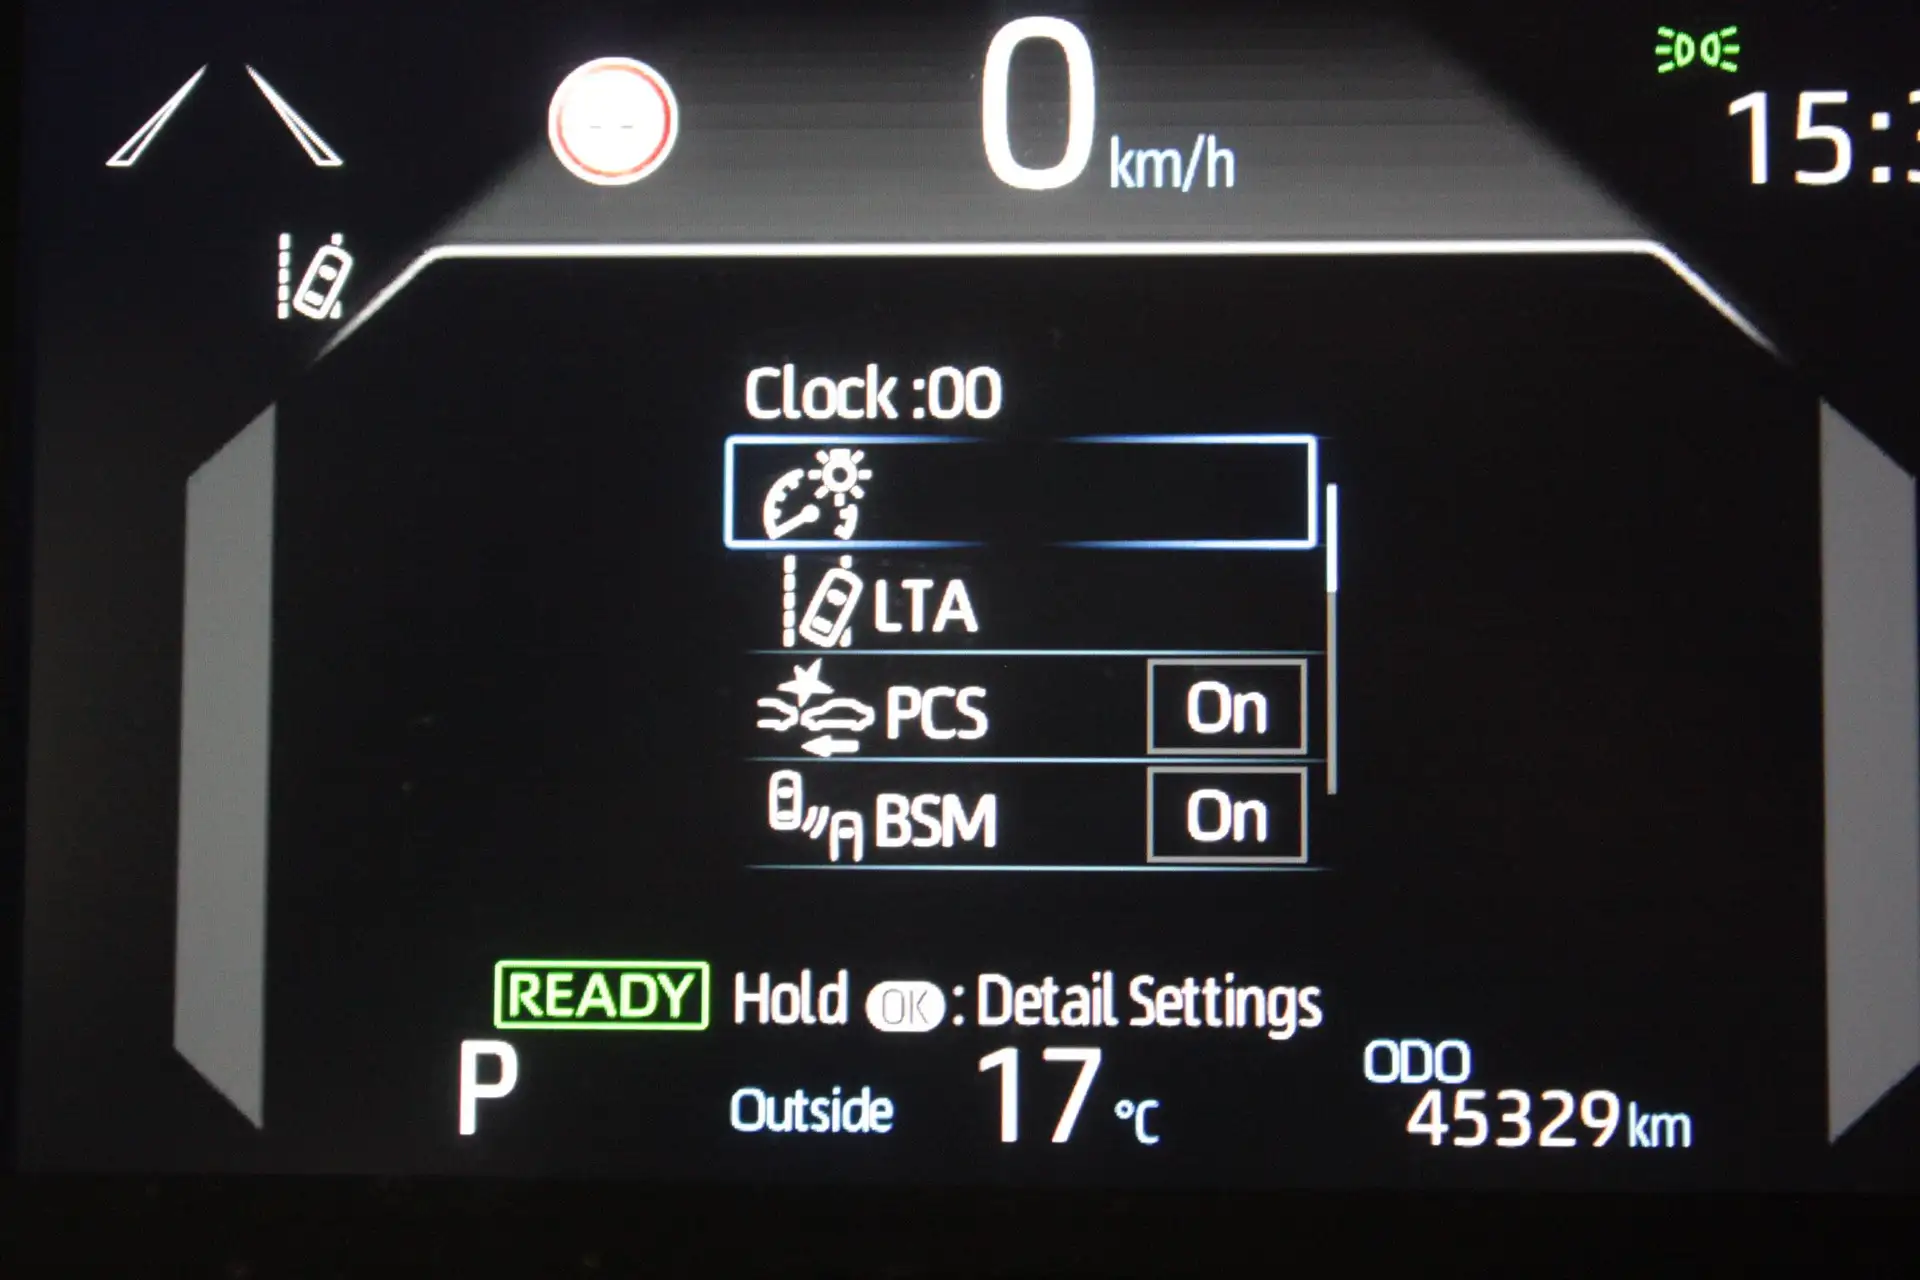 0 km/h
15:3
Clock :00
LTA
PCS On
BSM On
READY Hold OK : Detail Settings
P Outside 17 °C
ODO
45329 km